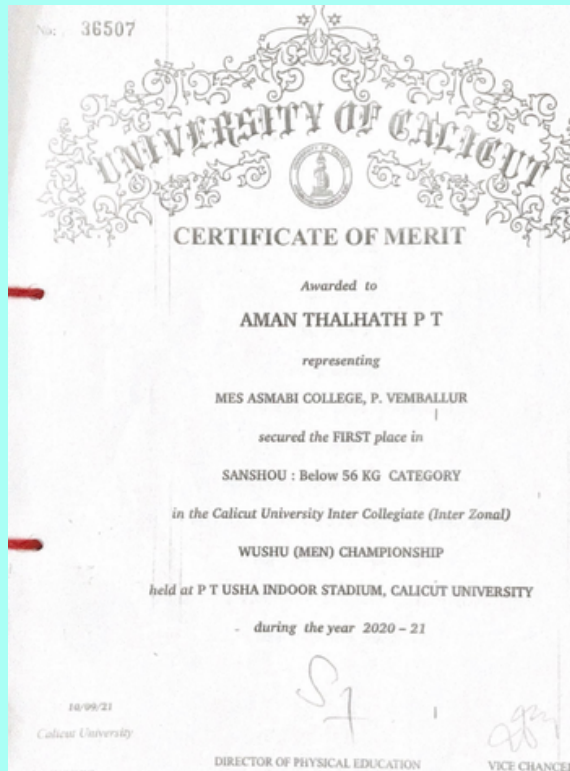 No: 36507
UNIVERSITY OF CALICUT
CERTIFICATE OF MERIT
Awarded to
AMAN THALHATH P T
representing
MES ASMABI COLLEGE, P. VEMBALLUR
secured the FIRST place in
SANSHOU : Below 56 KG CATEGORY
in the Calicut University Inter Collegiate (Inter Zonal)
WUSHU (MEN) CHAMPIONSHIP
held at P T USHA INDOOR STADIUM, CALICUT UNIVERSITY
during the year 2020 – 21
10/09/21
Calicut University
DIRECTOR OF PHYSICAL EDUCATION
VICE CHANCEL